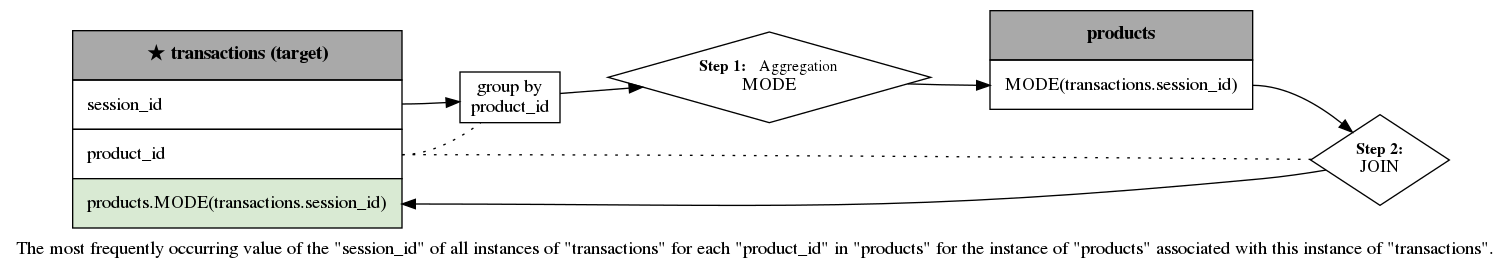 ★ transactions (target)
session_id
product_id
products.MODE(transactions.session_id)
group by
product_id
Step 1: Aggregation
MODE
products
MODE(transactions.session_id)
Step 2:
JOIN
The most frequently occurring value of the "session_id" of all instances of "transactions" for each "product_id" in "products" for the instance of "products" associated with this instance of "transactions".